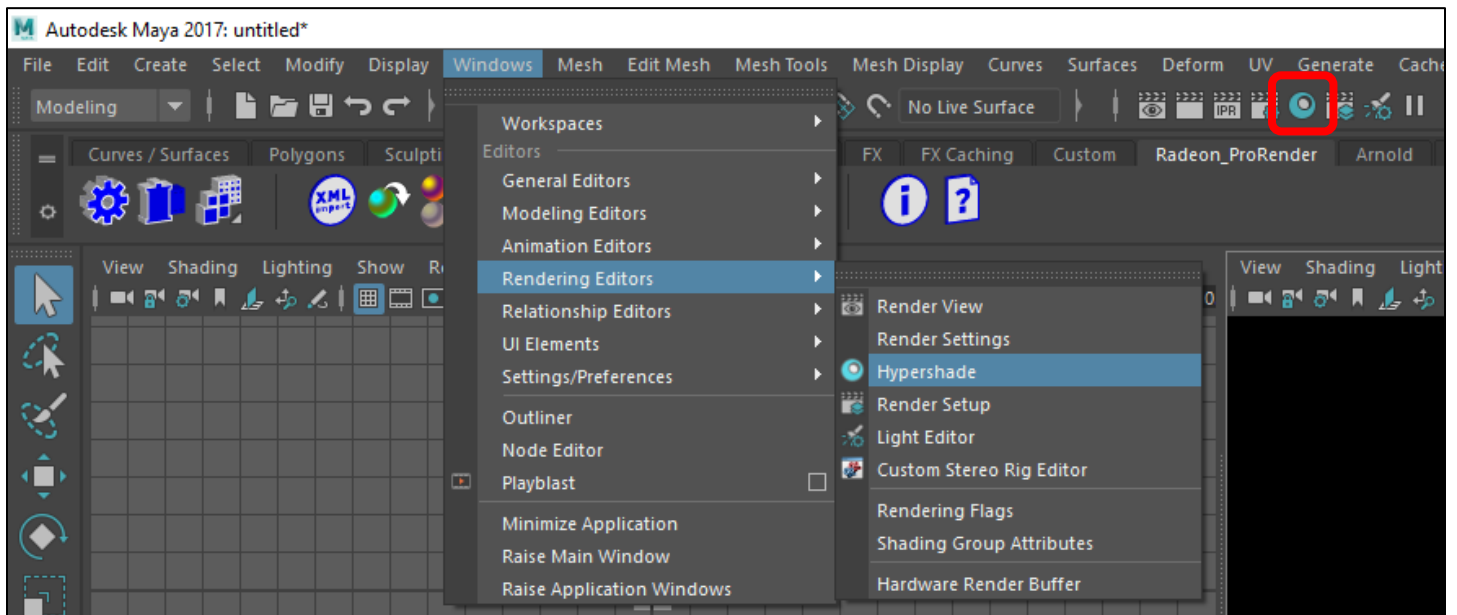 Autodesk Maya 2017: untitled*
File Edit Create Select Modify Display Windows Mesh Edit Mesh Mesh Tools Mesh Display Curves Surfaces Deform UV Generate Cache
Modeling No Live Surface IPR
Curves / Surfaces Polygons Sculpti FX FX Caching Custom Radeon_ProRender Arnold
XML import i ?
View Shading Lighting Show R
View Shading Light
0
Workspaces
Editors
General Editors
Modeling Editors
Animation Editors
Rendering Editors
Relationship Editors
UI Elements
Settings/Preferences
Outliner
Node Editor
Playblast
Minimize Application
Raise Main Window
Raise Application Windows
Render View
Render Settings
Hypershade
Render Setup
Light Editor
Custom Stereo Rig Editor
Rendering Flags
Shading Group Attributes
Hardware Render Buffer